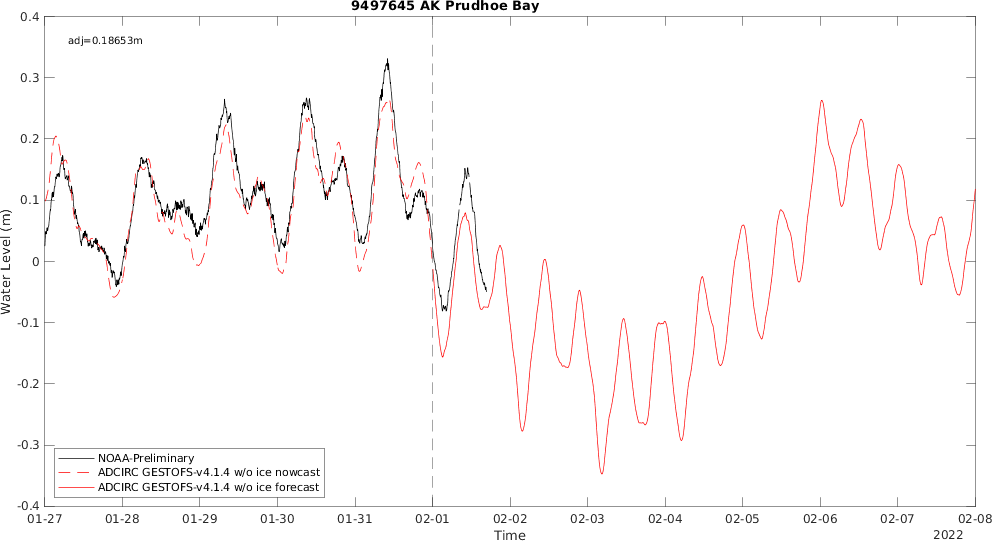 9497645 AK Prudhoe Bay
adj=0.18653m
0.4
0.3
0.2
0.1
0
-0.1
-0.2
-0.3
-0.4
Water Level (m)
NOAA-Preliminary
ADCIRC GESTOFS-v4.1.4 w/o ice nowcast
ADCIRC GESTOFS-v4.1.4 w/o ice forecast
01-27 01-28 01-29 01-30 01-31 02-01 02-02 02-03 02-04 02-05 02-06 02-07 02-08
Time
2022